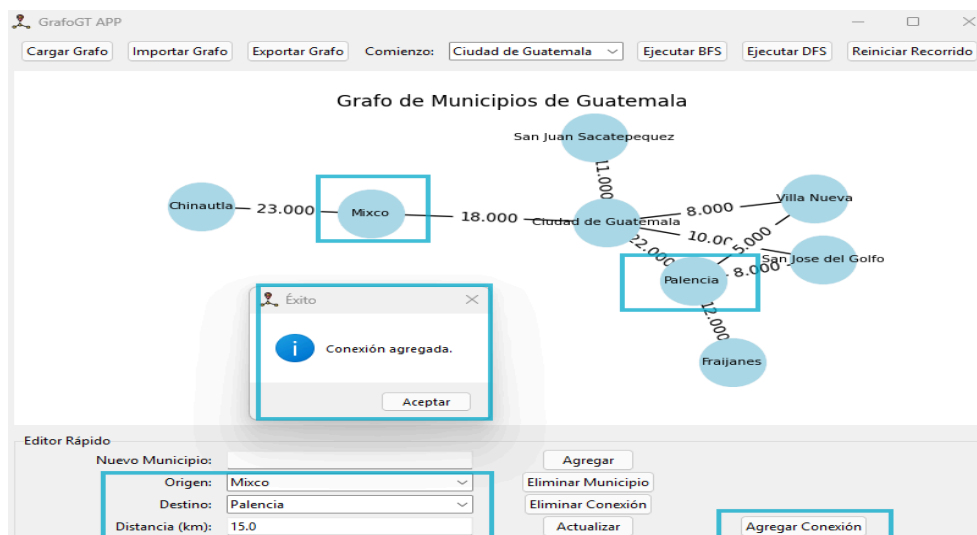 GrafoGT APP
Cargar Grafo Importar Grafo Exportar Grafo Comienzo: Ciudad de Guatemala Ejecutar BFS Ejecutar DFS Reiniciar Recorrido
Grafo de Municipios de Guatemala
San Juan Sacatepequez
11.000
Chinautla 23.000 Mixco 18.000 Ciudad de Guatemala 8.000 Villa Nueva
10.00 5.000
22.000 San Jose del Golfo
Palencia 8.000
12.000
Fraijanes
Éxito
Conexión agregada.
Aceptar
Editor Rápido
Nuevo Municipio: Agregar
Origen: Mixco Eliminar Municipio
Destino: Palencia Eliminar Conexión
Distancia (km): 15.0 Actualizar Agregar Conexión